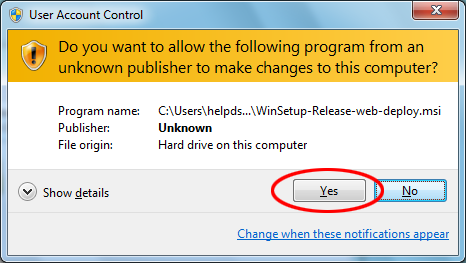 User Account Control
Do you want to allow the following program from an
unknown publisher to make changes to this computer?
Program name: C:\Users\helpds...\WinSetup-Release-web-deploy.msi
Publisher: Unknown
File origin: Hard drive on this computer
Show details Yes No
Change when these notifications appear